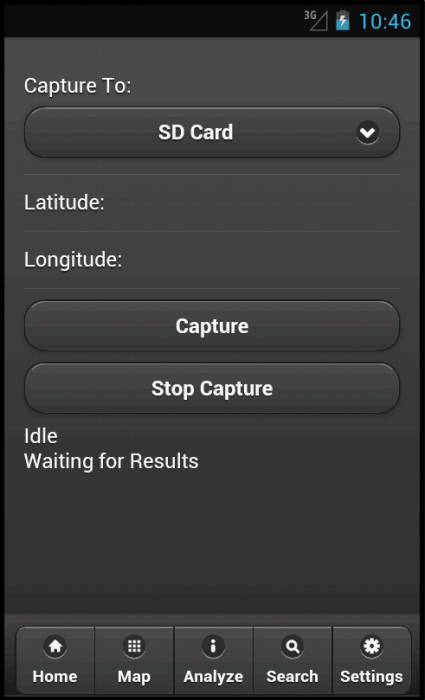 3G 10:46
Capture To:
SD Card
Latitude:
Longitude:
Capture
Stop Capture
Idle
Waiting for Results
Home Map Analyze Search Settings